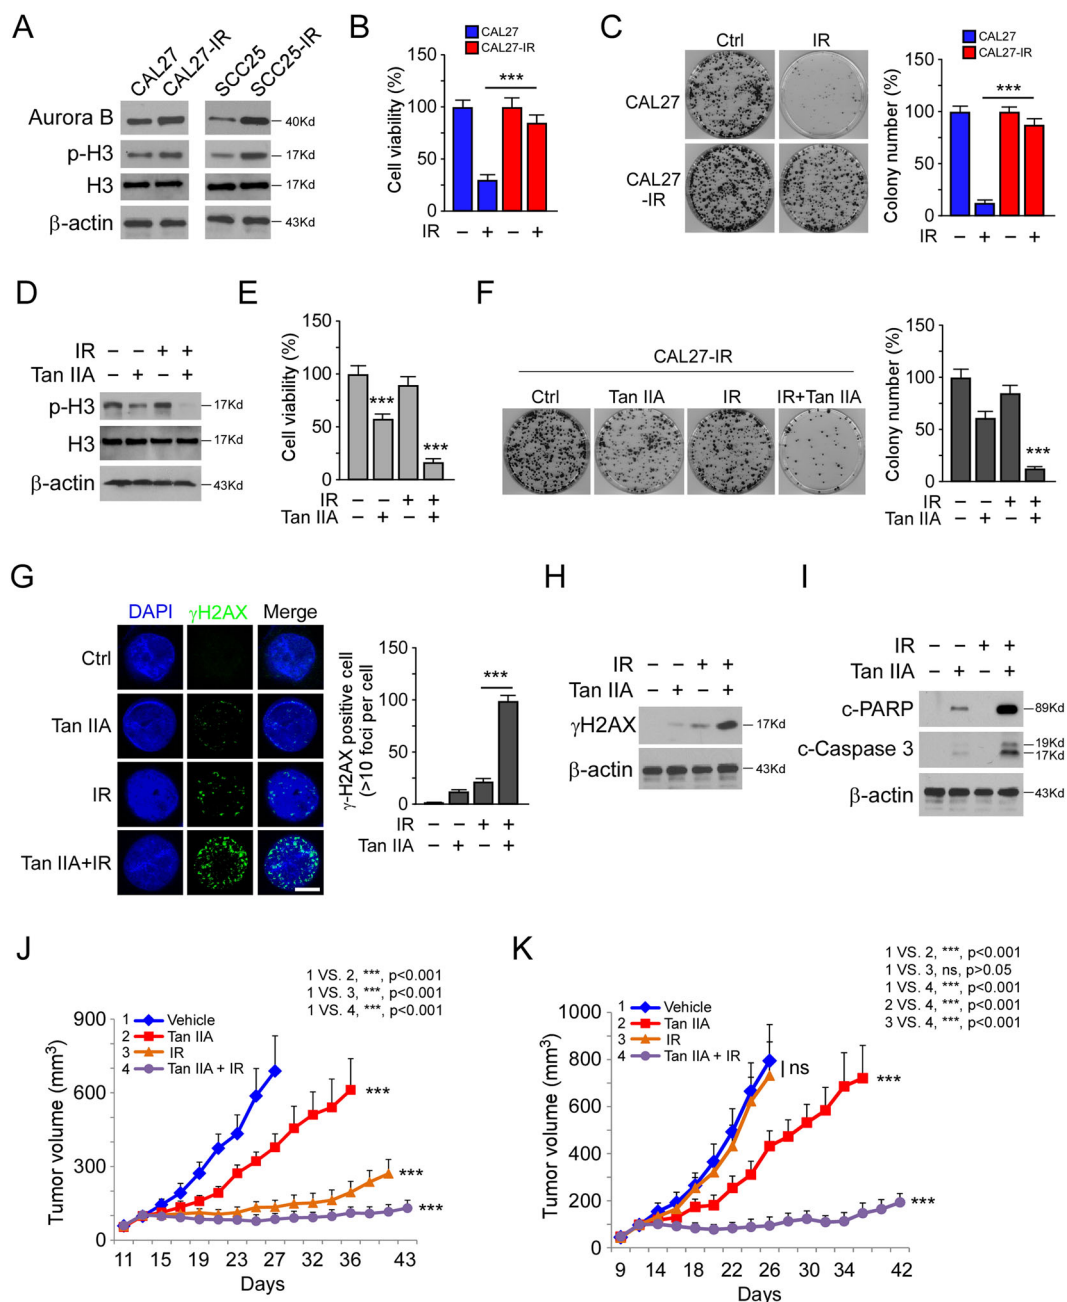 A
CAL27
CAL27-IR
SCC25
SCC25-IR
Aurora B
40Kd
p-H3
17Kd
H3
17Kd
β-actin
43Kd
B
CAL27
CAL27-IR
***
Cell viability (%)
150
100
50
0
IR − + − +
C
Ctrl IR
CAL27
CAL27
-IR
CAL27
CAL27-IR
***
Colony number (%)
150
100
50
0
IR − + − +
D
IR − − + +
Tan IIA − + − +
p-H3
17Kd
H3
17Kd
β-actin
43Kd
E
Cell viability (%)
150
100
50
0
***
***
IR − − + +
Tan IIA − + − +
F
CAL27-IR
Ctrl Tan IIA IR IR+Tan IIA
Colony number (%)
150
100
50
0
***
IR − − + +
Tan IIA − + − +
G
DAPI γH2AX Merge
Ctrl
Tan IIA
IR
Tan IIA+IR
γ-H2AX positive cell
(>10 foci per cell)
150
100
50
0
***
IR − − + +
Tan IIA − + − +
H
IR − − + +
Tan IIA − + − +
γH2AX
17Kd
β-actin
43Kd
I
IR − − + +
Tan IIA − + − +
c-PARP
89Kd
c-Caspase 3
19Kd
17Kd
β-actin
43Kd
J
1 VS. 2, ***, p<0.001
1 VS. 3, ***, p<0.001
1 VS. 4, ***, p<0.001
1 Vehicle
2 Tan IIA
3 IR
4 Tan IIA + IR
Tumor volume (mm³)
900
600
300
0
***
***
***
11 15 19 23 27 32 36 43
Days
K
1 VS. 2, ***, p<0.001
1 VS. 3, ns, p>0.05
1 VS. 4, ***, p<0.001
2 VS. 4, ***, p<0.001
3 VS. 4, ***, p<0.001
1 Vehicle
2 Tan IIA
3 IR
4 Tan IIA + IR
Tumor volume (mm³)
1000
800
600
400
200
0
ns
***
***
9 14 18 22 26 30 34 42
Days